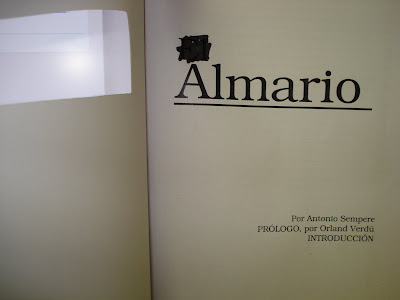 Almario
Por Antonio Sempere
PRÓLOGO, por Orland Verdú
INTRODUCCIÓN